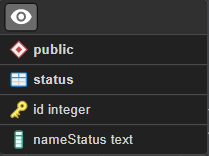 public
status
id integer
nameStatus text